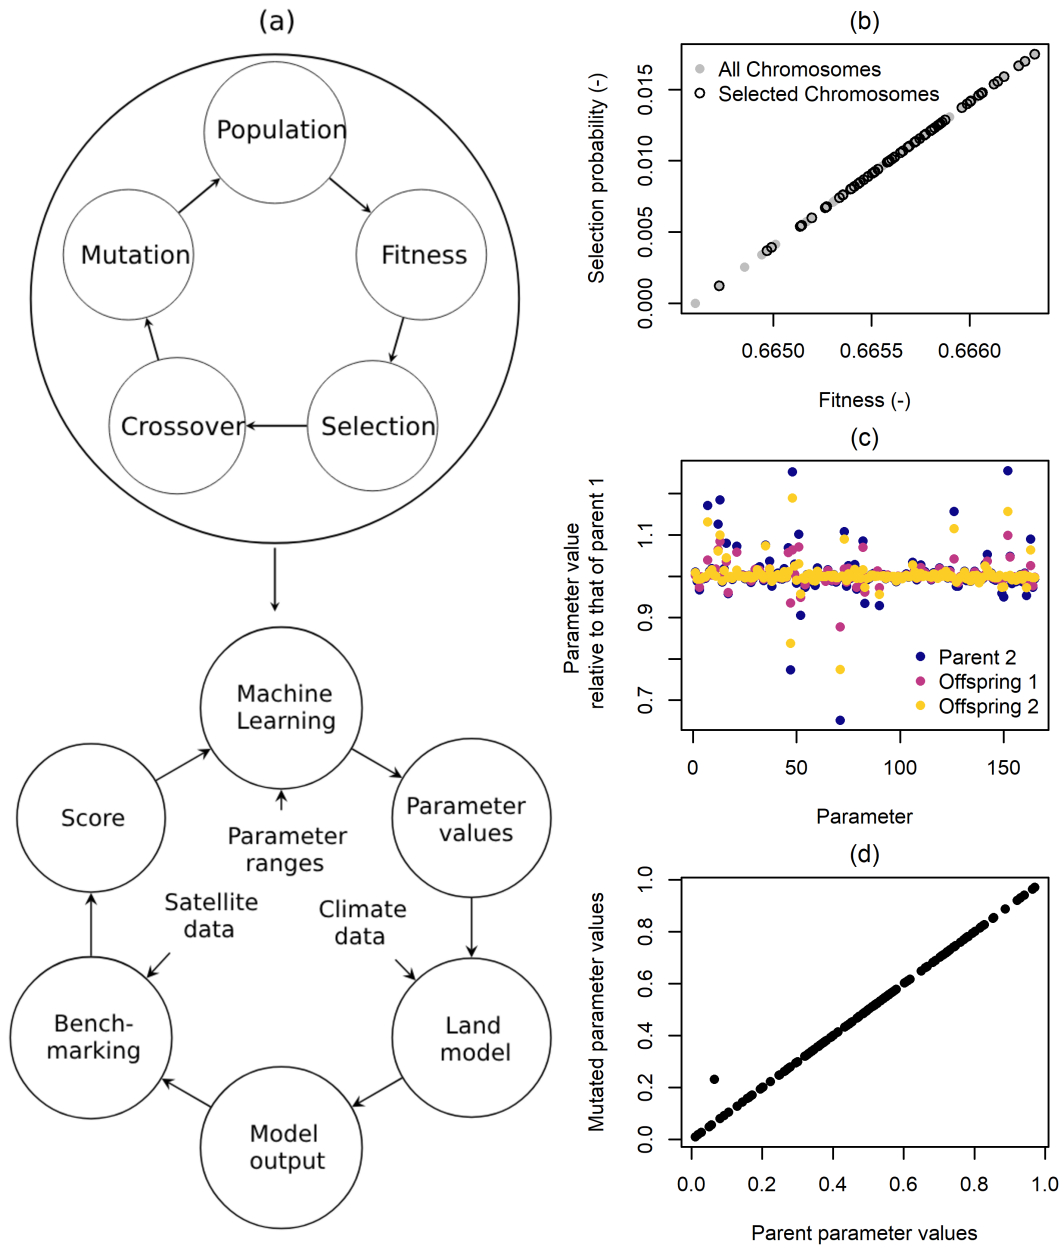 (a)
Population
Mutation
Fitness
Crossover
Selection
Machine
Learning
Score
Parameter
values
Parameter
ranges
Satellite
data
Climate
data
Bench-
marking
Land
model
Model
output
(b)
All Chromosomes
Selected Chromosomes
Selection probability (-)
0.015
0.010
0.005
0.000
0.6650
0.6655
0.6660
Fitness (-)
(c)
Parameter value
relative to that of parent 1
1.1
0.9
0.7
Parent 2
Offspring 1
Offspring 2
0
50
100
150
Parameter
(d)
Mutated parameter values
1.0
0.8
0.6
0.4
0.2
0.0
0.0
0.2
0.4
0.6
0.8
1.0
Parent parameter values